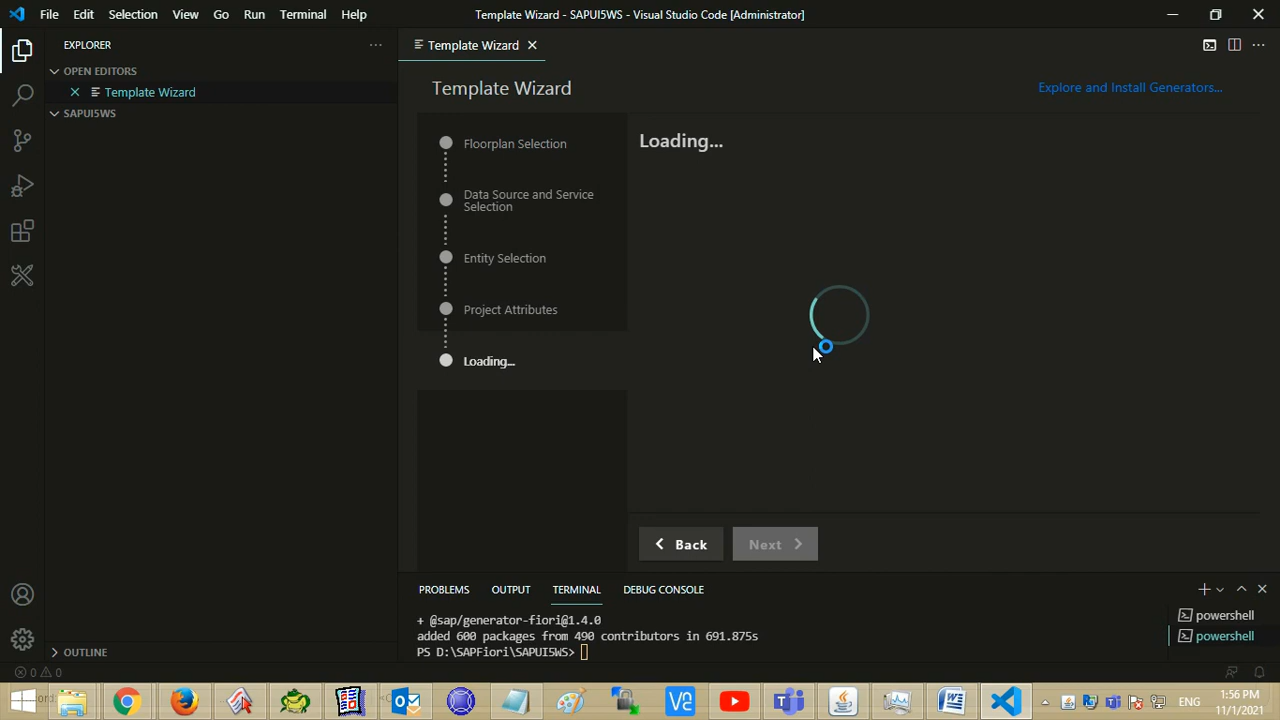 File Edit Selection View Go Run Terminal Help
Template Wizard - SAPUI5WS - Visual Studio Code [Administrator]
EXPLORER
OPEN EDITORS
Template Wizard
SAPUI5WS
OUTLINE
Template Wizard
Template Wizard
Explore and Install Generators...
Floorplan Selection
Data Source and Service
Selection
Entity Selection
Project Attributes
Loading...
Loading...
Back
Next
PROBLEMS OUTPUT TERMINAL DEBUG CONSOLE
+ @sap/generator-fiori@1.4.0
added 600 packages from 490 contributors in 691.875s
PS D:\SAPFiori\SAPUI5WS>
powershell
powershell
0 0
ENG
1:56 PM
11/1/2021